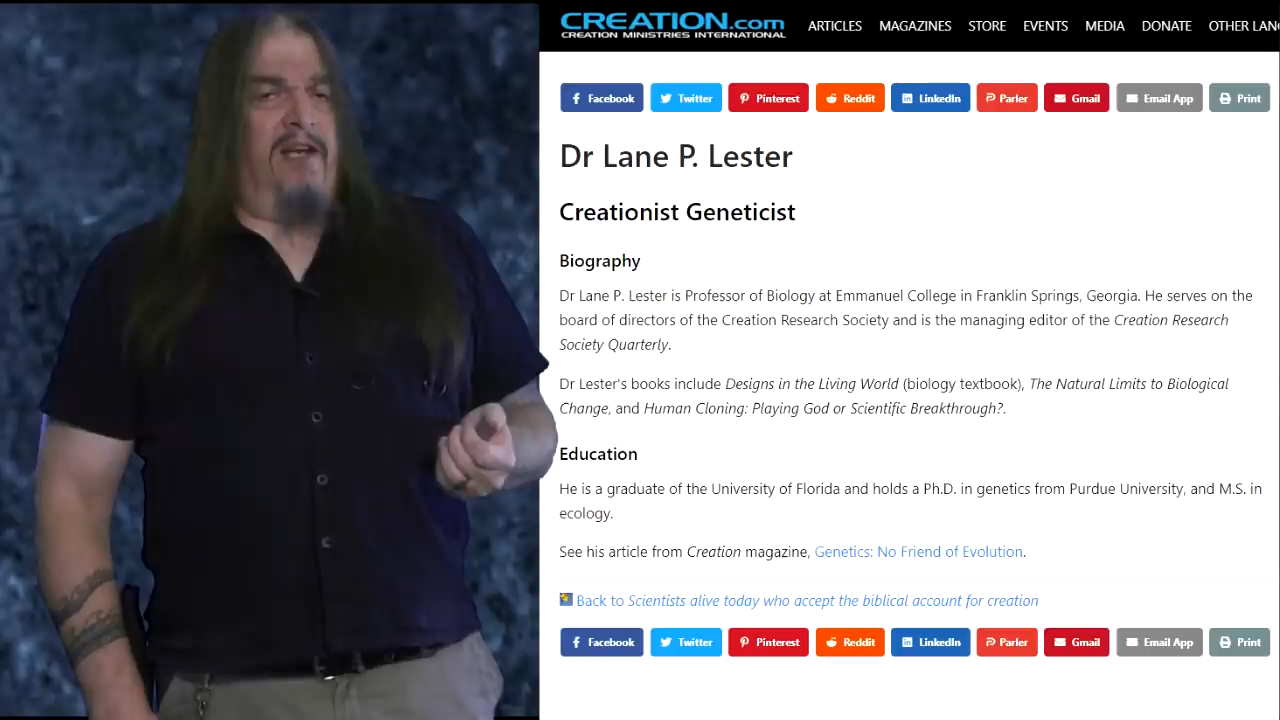 CREATION.com
CREATION MINISTRIES INTERNATIONAL
ARTICLES MAGAZINES STORE EVENTS MEDIA DONATE OTHER LAN
Facebook Twitter Pinterest Reddit LinkedIn Parler Gmail Email App Print
Dr Lane P. Lester
Creationist Geneticist
Biography
Dr Lane P. Lester is Professor of Biology at Emmanuel College in Franklin Springs, Georgia. He serves on the
board of directors of the Creation Research Society and is the managing editor of the Creation Research
Society Quarterly.
Dr Lester's books include Designs in the Living World (biology textbook), The Natural Limits to Biological
Change, and Human Cloning: Playing God or Scientific Breakthrough?.
Education
He is a graduate of the University of Florida and holds a Ph.D. in genetics from Purdue University, and M.S. in
ecology.
See his article from Creation magazine, Genetics: No Friend of Evolution.
Back to Scientists alive today who accept the biblical account for creation
Facebook Twitter Pinterest Reddit LinkedIn Parler Gmail Email App Print